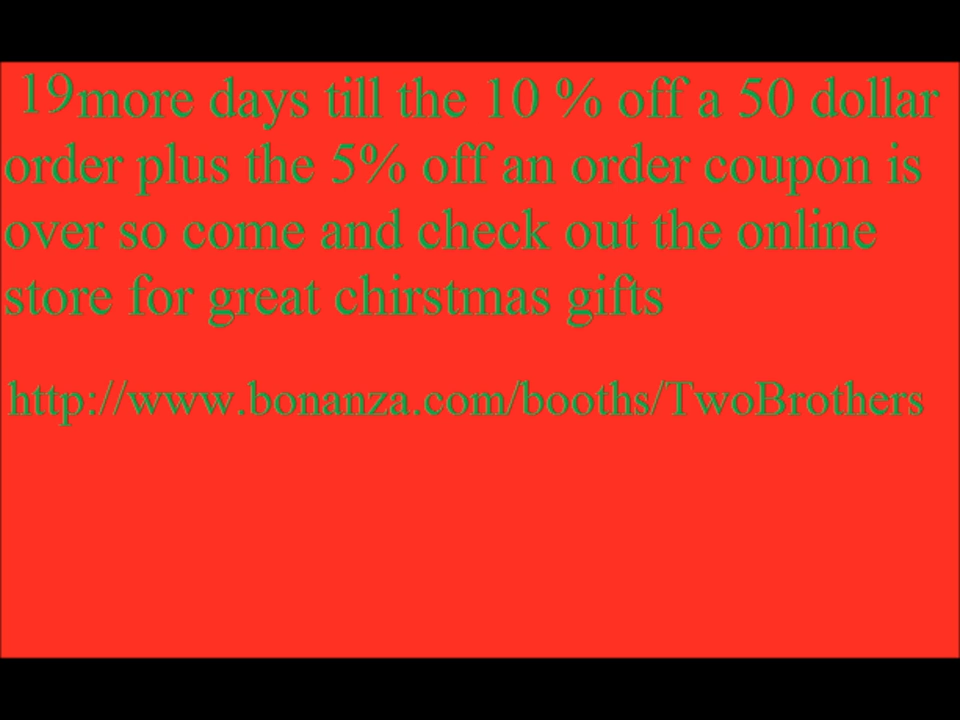 19more days till the 10 % off a 50 dollar
order plus the 5% off an order coupon is
over so come and check out the online
store for great chirstmas gifts
http://www.bonanza.com/booths/TwoBrothers